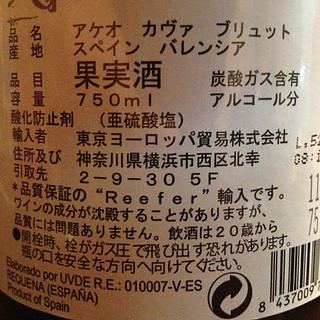 品名 アケオ カヴァ ブリュット
産地 スペイン バレンシア
品目 果実酒 炭酸ガス含有
容量 750ml アルコール分
酸化防止剤 (亜硫酸塩)
輸入者 東京ヨーロッパ貿易株式会社
住所及び 神奈川県横浜市西区北幸
引取先 2-9-30 5F
*品質保証の"Reefer"輸入です。
ワインの成分が沈殿することがありますが、
品質には問題ありません。飲酒は20歳から
●開栓時、栓がガス圧で飛び出す恐れがあります。
瓶の口を安全な方向へ向けてください。
Elaborado por UVDE R.E.: 010007-V-ES
REQUENA (ESPAÑA)
Product of Spain
8 437009